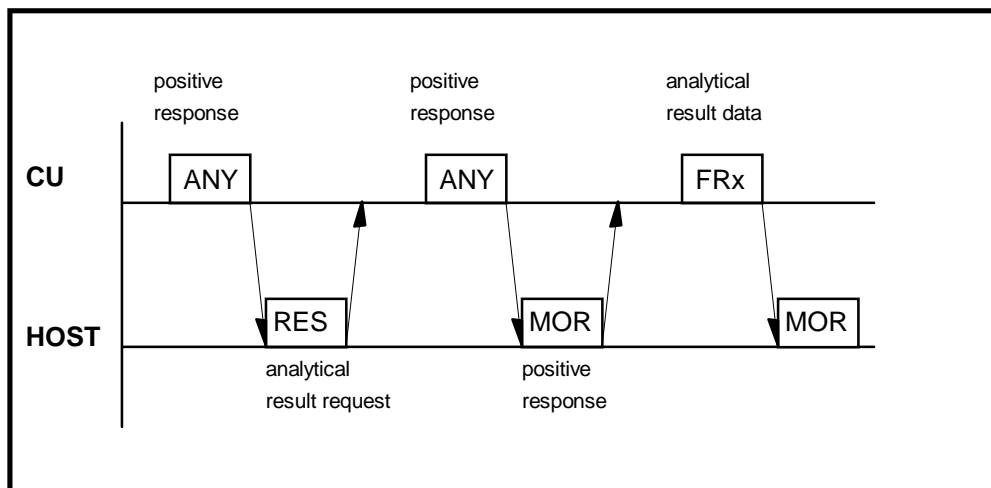 positive
response
positive
response
analytical
result data
CU
ANY
ANY
FRx
HOST
RES
MOR
MOR
analytical
result request
positive
response